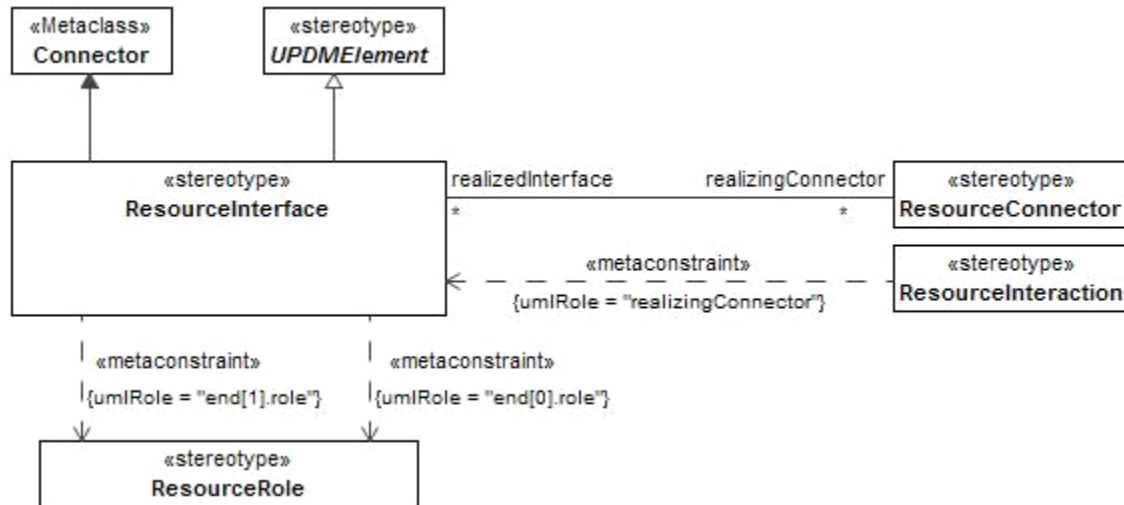 «Metaclass»
Connector
«stereotype»
UPDMElement
«stereotype»
ResourceInterface
realizedInterface
realizingConnector
*
*
«stereotype»
ResourceConnector
«metaconstraint»
{umlRole = "realizingConnector"}
«stereotype»
ResourceInteraction
«metaconstraint»
{umlRole = "end[1].role"}
«metaconstraint»
{umlRole = "end[0].role"}
«stereotype»
ResourceRole